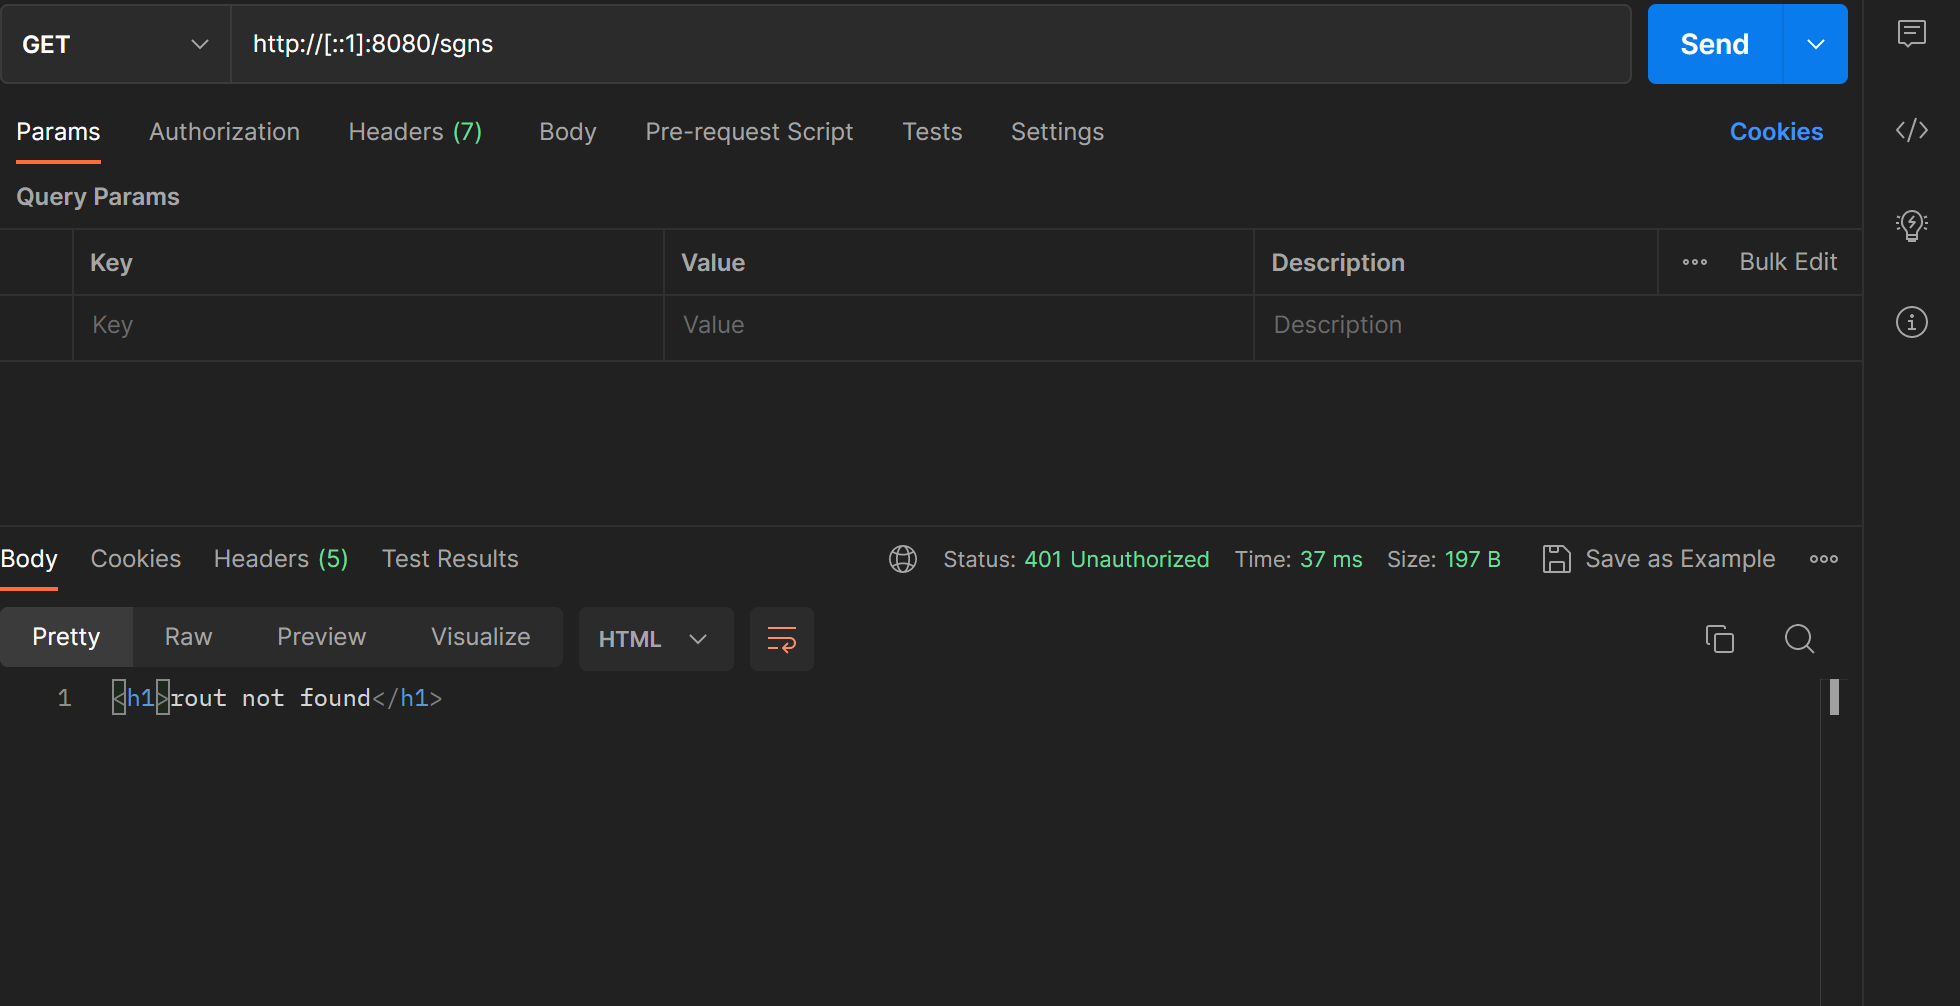 GET http://[::1]:8080/sgns Send
Params Authorization Headers (7) Body Pre-request Script Tests Settings Cookies
Query Params
Key Value Description Bulk Edit
Key Value Description
Body Cookies Headers (5) Test Results Status: 401 Unauthorized Time: 37 ms Size: 197 B Save as Example
Pretty Raw Preview Visualize HTML
1 <h1>rout not found</h1>